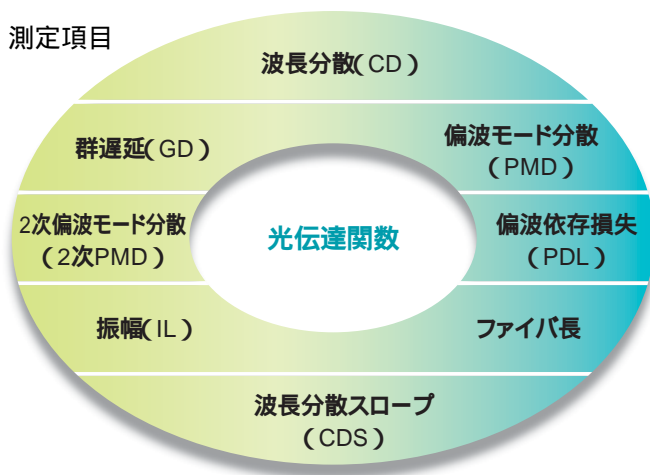 測定項目
波長分散(CD)
群遅延(GD)
偏波モード分散
(PMD)
2次偏波モード分散
(2次PMD)
光伝達関数
偏波依存損失
(PDL)
振幅(IL)
ファイバ長
波長分散スロープ
(CDS)